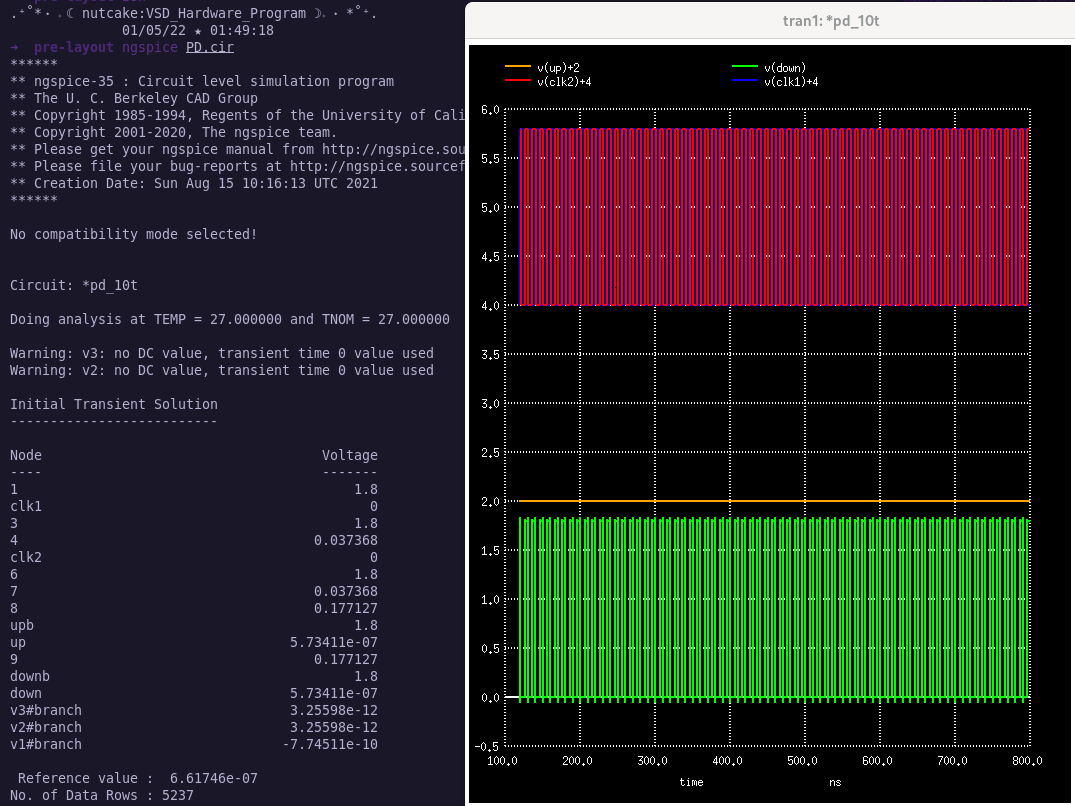 .⁺˚*･ ˖☾ nutcake:VSD_Hardware_Program ☽˖ · *˚⁺.
01/05/22 ★ 01:49:18
→ pre-layout ngspice PD.cir
******
** ngspice-35 : Circuit level simulation program
** The U. C. Berkeley CAD Group
** Copyright 1985-1994, Regents of the University of Cali
** Copyright 2001-2020, The ngspice team.
** Please get your ngspice manual from http://ngspice.sou
** Please file your bug-reports at http://ngspice.sourcef
** Creation Date: Sun Aug 15 10:16:13 UTC 2021
******
No compatibility mode selected!
Circuit: *pd_10t
Doing analysis at TEMP = 27.000000 and TNOM = 27.000000
Warning: v3: no DC value, transient time 0 value used
Warning: v2: no DC value, transient time 0 value used
Initial Transient Solution
--------------------------
Node Voltage
---- -------
1 1.8
clk1 0
3 1.8
4 0.037368
clk2 0
6 1.8
7 0.037368
8 0.177127
upb 1.8
up 5.73411e-07
9 0.177127
downb 1.8
down 5.73411e-07
v3#branch 3.25598e-12
v2#branch 3.25598e-12
v1#branch -7.74511e-10
Reference value : 6.61746e-07
No. of Data Rows : 5237
tran1: *pd_10t
v(up)+2 v(down)
v(clk2)+4 v(clk1)+4
6.0
5.5
5.0
4.5
4.0
3.5
3.0
2.5
2.0
1.5
1.0
0.5
0.0
-0.5
100.0 200.0 300.0 400.0 500.0 600.0 700.0 800.0
time ns